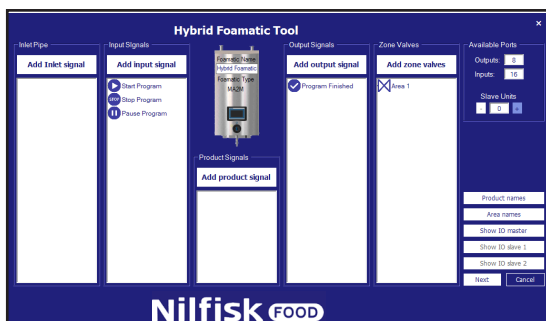 Hybrid Foamatic Tool
×
Inlet Pipe
Add Inlet signal
Input SIgnals
Add input signal
Start Program
STOP Stop Program
Pause Program
Foamatic Name
Hybrid Foamatic
Foamatic Type
MA2M
Product Signals
Add product signal
Output Signals
Add output signal
Program Finished
Zone Valves
Add zone valves
Area 1
Available Ports
Outputs: 8
Inputs: 16
Slave Units
- 0 +
Product names
Area names
Show IO master
Show IO slave 1
Show IO slave 2
Next Cancel
Nilfisk FOOD